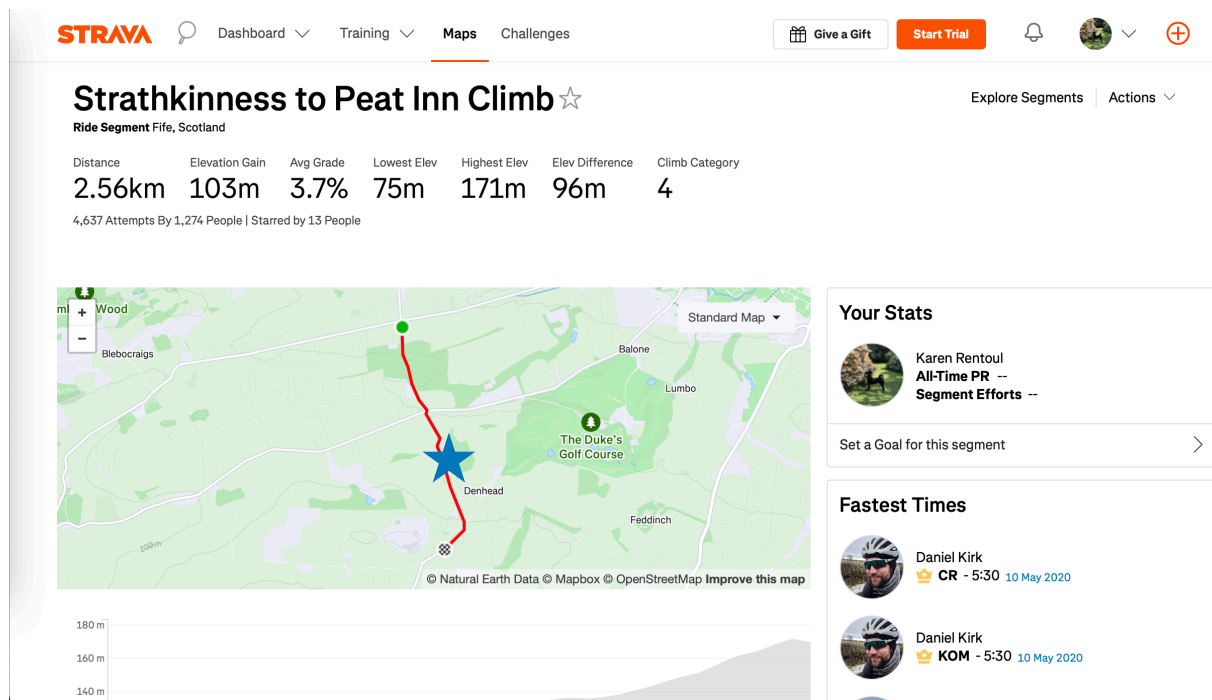 STRAVA Dashboard Training Maps Challenges Give a Gift Start Trial
Strathkinness to Peat Inn Climb
Explore Segments Actions
Ride Segment Fife, Scotland
Distance Elevation Gain Avg Grade Lowest Elev Highest Elev Elev Difference Climb Category
2.56km 103m 3.7% 75m 171m 96m 4
4,637 Attempts By 1,274 People | Starred by 13 People
Wood
+
−
Standard Map
Blebocraigs
Balone
Lumbo
The Duke's
Golf Course
Denhead
Feddinch
200m
© Natural Earth Data © Mapbox © OpenStreetMap Improve this map
180 m
160 m
140 m
Your Stats
Karen Rentoul
All-Time PR --
Segment Efforts --
Set a Goal for this segment
Fastest Times
Daniel Kirk
CR - 5:30 10 May 2020
Daniel Kirk
KOM - 5:30 10 May 2020